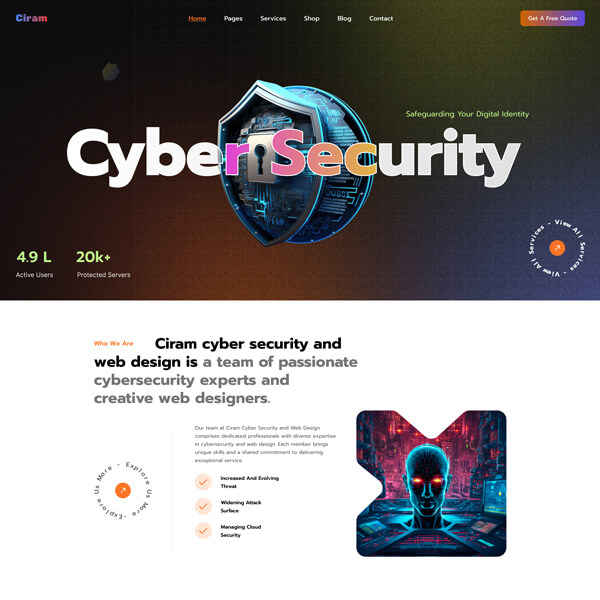 Ciram
Home Pages Services Shop Blog Contact
Get A Free Quote
Safeguarding Your Digital Identity .
Cyber Security
4.9 L
Active Users
20k+
Protected Servers
View All Services - View All Services -
Who We Are
Ciram cyber security and
web design is a team of passionate
cybersecurity experts and
creative web designers.
Our team at Ciram Cyber Security and Web Design
comprises dedicated professionals with diverse expertise
in cybersecurity and web design. Each member brings
unique skills and a shared commitment to delivering
exceptional service
Explore Us More - Explore Us More -
Increased And Evolving
Threat
Widening Attack
Surface
Managing Cloud
Security